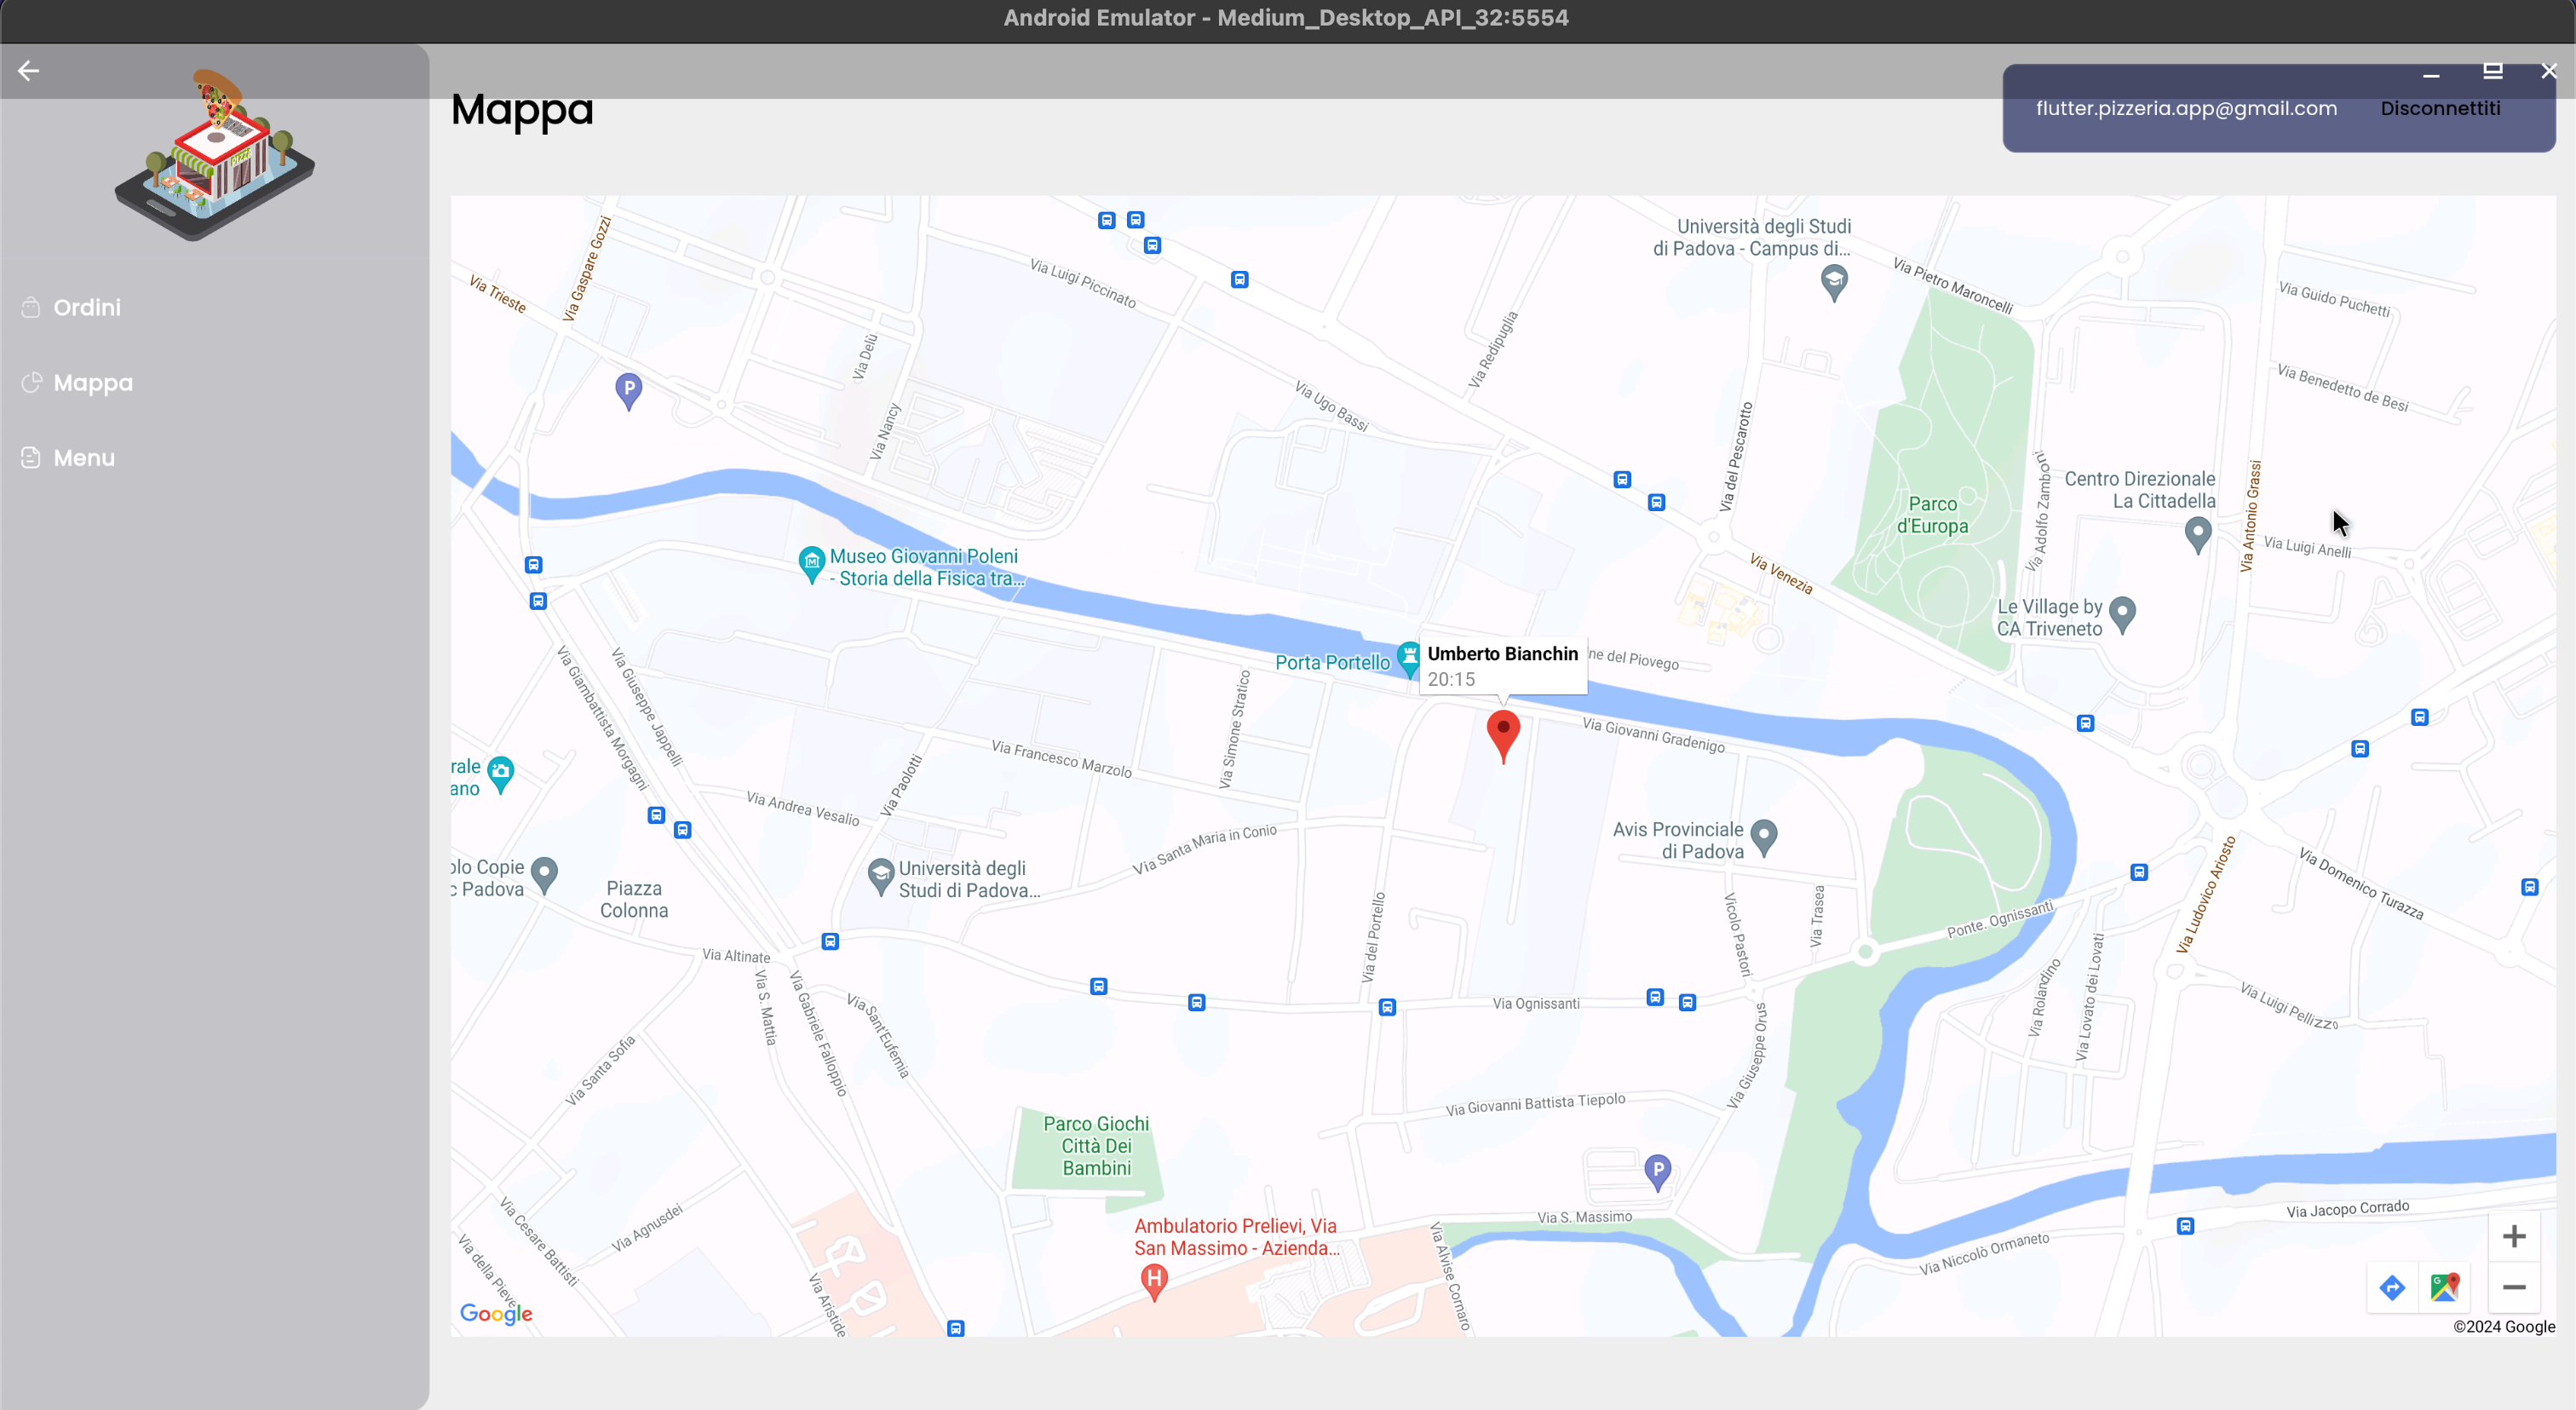 Android Emulator - Medium_Desktop_API_32:5554
Mappa
flutter.pizzeria.app@gmail.com
Disconnettiti
Ordini
Mappa
Menu
Università degli Studi
di Padova - Campus di...
Via Gaspare Gozzi
Via Trieste
Via Luigi Piccinato
Via Pietro Maroncelli
Via Guido Puchetti
Via Delù
Via Redipuglia
P
Via Nancy
Via Ugo Bassi
Via del Pescarotto
Via Benedetto de Besi
Parco
d'Europa
Via Adolfo Zamboni
Centro Direzionale
La Cittadella
Via Antonio Grassi
Via Luigi Anelli
Museo Giovanni Poleni
- Storia della Fisica tra...
Via Venezia
Le Village by
CA Triveneto
Porta Portello
Umberto Bianchin
20:15
ne del Piovego
Via Giambattista Morgagni
Via Giuseppe Jappelli
Via Simone Stratico
Via Giovanni Gradenigo
Via Francesco Marzolo
rale
ano
Via Paolotti
Via Andrea Vesalio
Via Santa Maria in Conio
Avis Provinciale
di Padova
olo Copie
c Padova
Piazza
Colonna
Università degli
Studi di Padova...
Via del Portello
Vicolo Pastori
Via Trasea
Ponte. Ognissanti
Via Ludovico Ariosto
Via Domenico Turazza
Via Altinate
Via S. Mattia
Via Gabriele Falloppio
Via Sant'Eufemia
Via Ognissanti
Via Giuseppe Orus
Via Rolandino
Via Lovato dei Lovati
Via Luigi Pellizzo
Via Santa Sofia
Via Giovanni Battista Tiepolo
Parco Giochi
Città Dei
Bambini
P
Via Cesare Battisti
Via Agnusdei
Via della Pieve
Via Aristide
Ambulatorio Prelievi, Via
San Massimo - Azienda...
H
Via S. Massimo
Via Alvise Cornaro
Via Niccolò Ormaneto
Via Jacopo Corrado
Google
©2024 Google